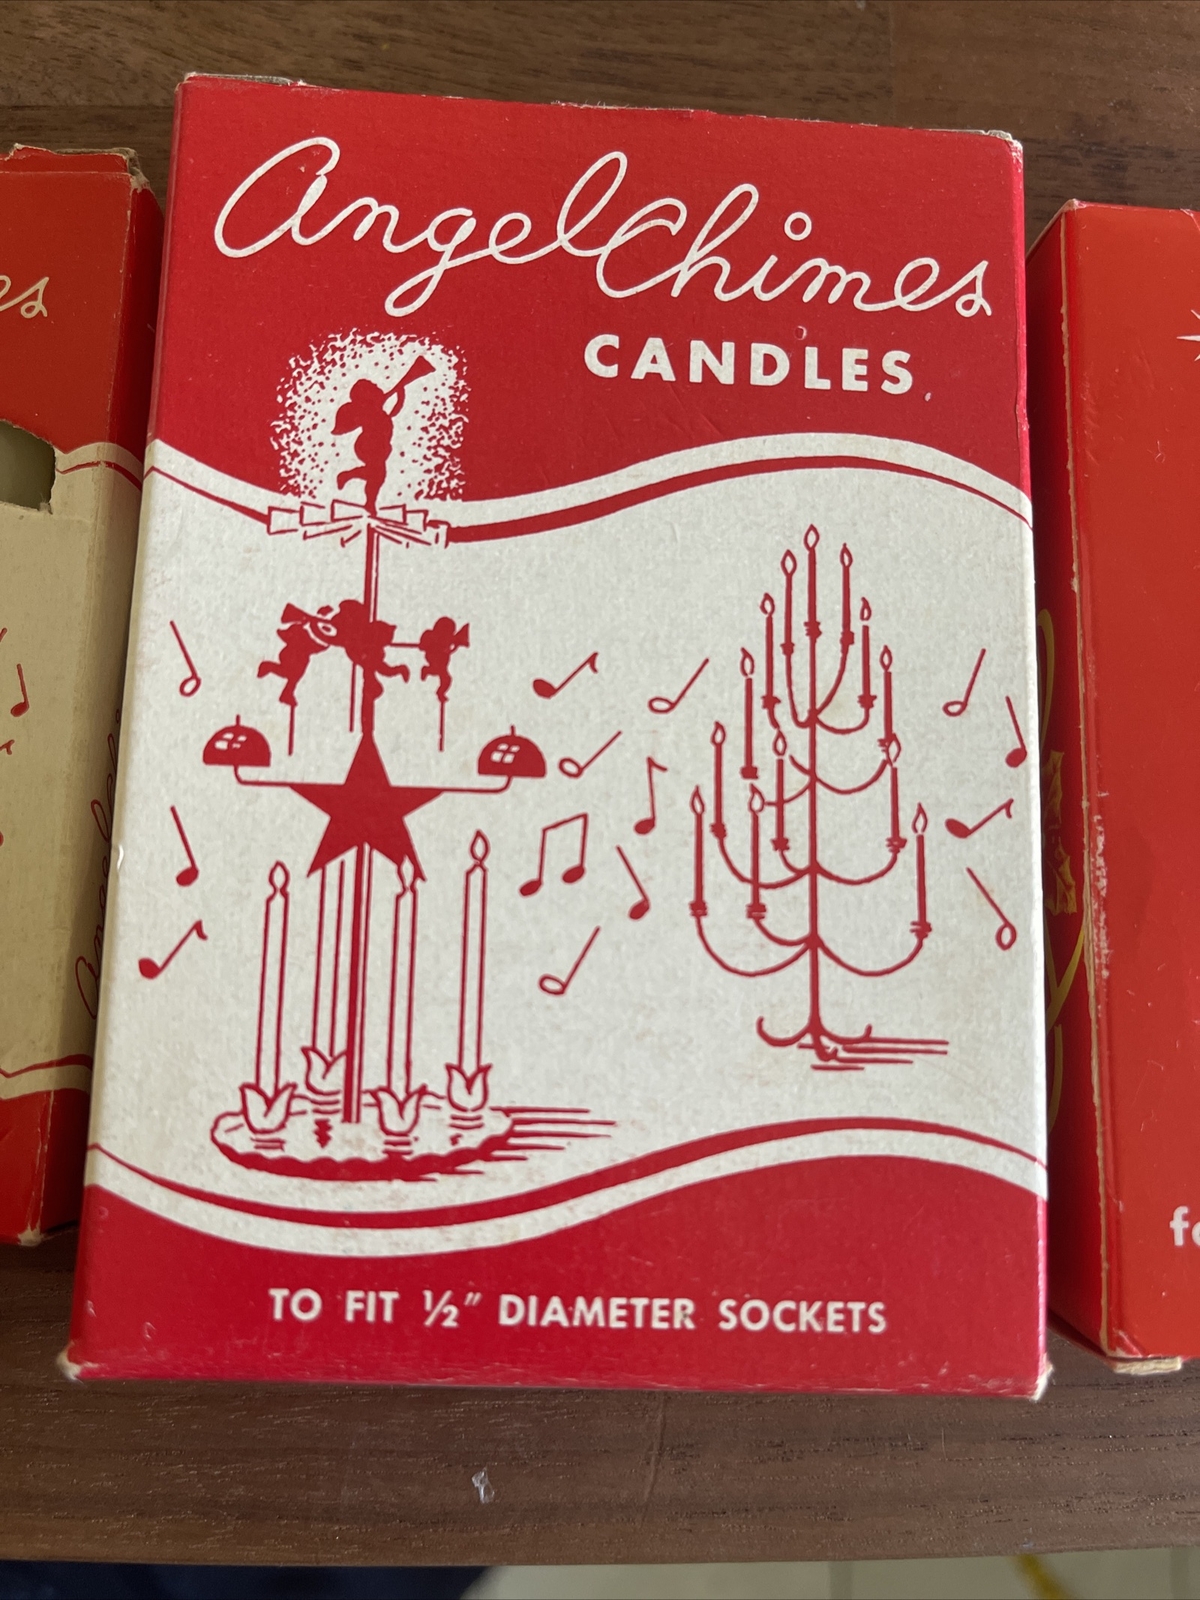 Angel Chimes
CANDLES
TO FIT ½" DIAMETER SOCKETS